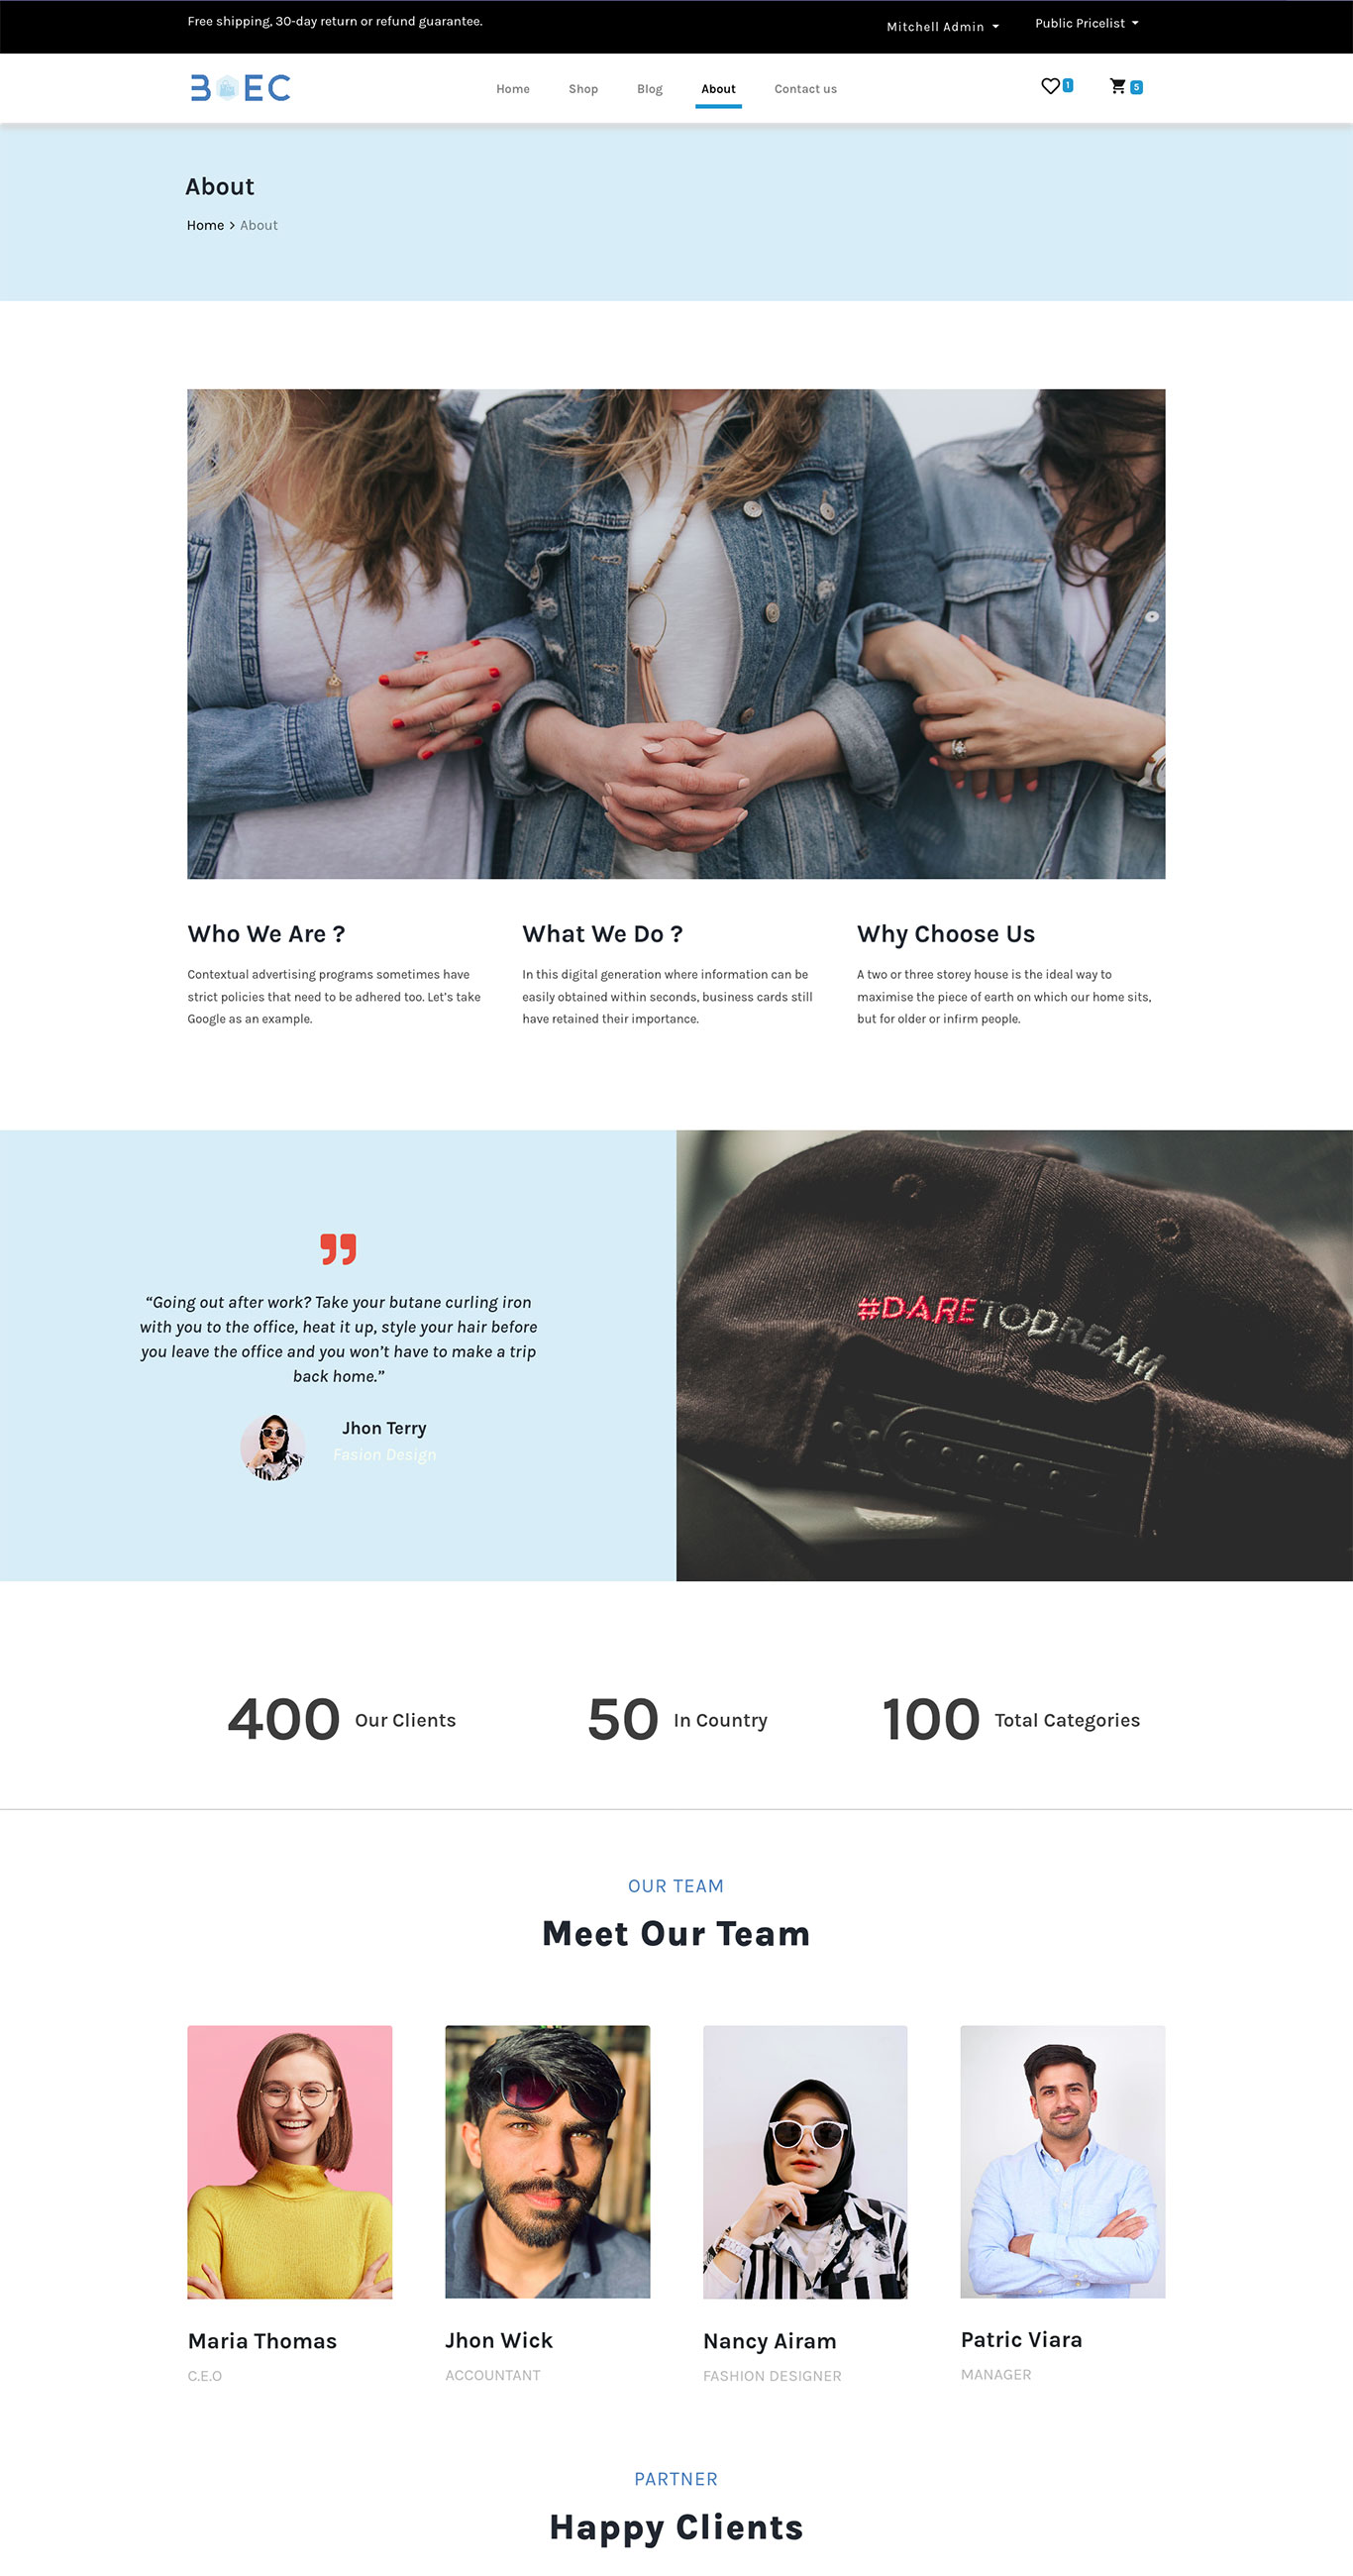 Free shipping, 30-day return or refund guarantee.
Mitchell Admin
Public Pricelist
B EC
Home
Shop
Blog
About
Contact us
1
5
About
Home > About
Who We Are ?
Contextual advertising programs sometimes have
strict policies that need to be adhered too. Let's take
Google as an example.
What We Do ?
In this digital generation where information can be
easily obtained within seconds, business cards still
have retained their importance.
Why Choose Us
A two or three storey house is the ideal way to
maximise the piece of earth on which our home sits,
but for older or infirm people.
“Going out after work? Take your butane curling iron
with you to the office, heat it up, style your hair before
you leave the office and you won’t have to make a trip
back home.”
Jhon Terry
Fasion Design
#DARETODREAM
400 Our Clients
50 In Country
100 Total Categories
OUR TEAM
Meet Our Team
Maria Thomas
C.E.O
Jhon Wick
ACCOUNTANT
Nancy Airam
FASHION DESIGNER
Patric Viara
MANAGER
PARTNER
Happy Clients